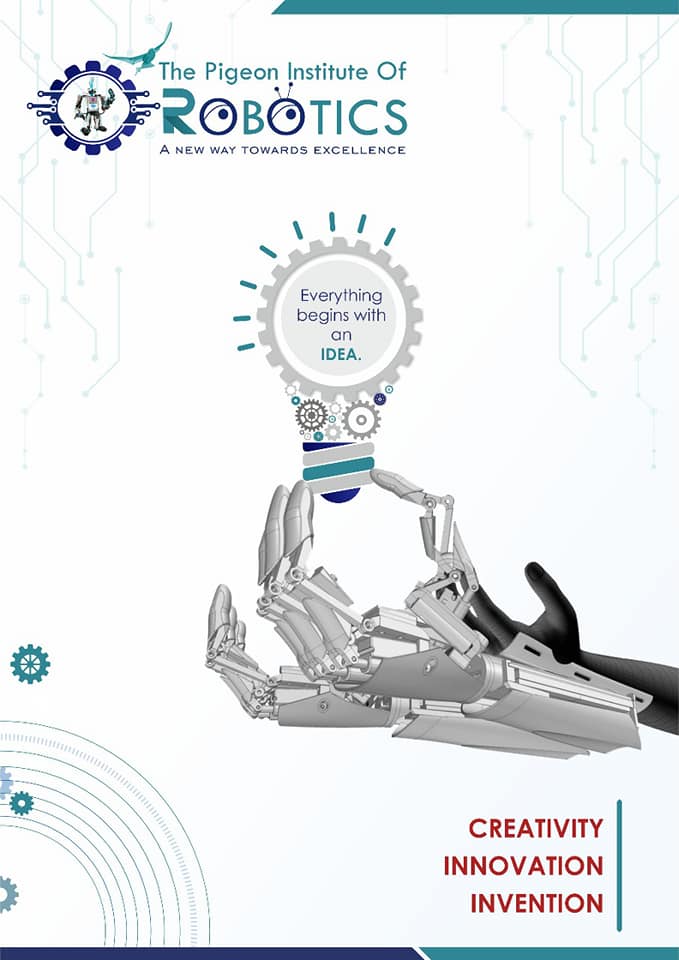 The Pigeon Institute Of
ROBOTICS
A NEW WAY TOWARDS EXCELLENCE
Everything
begins with
an
IDEA.
CREATIVITY
INNOVATION
INVENTION